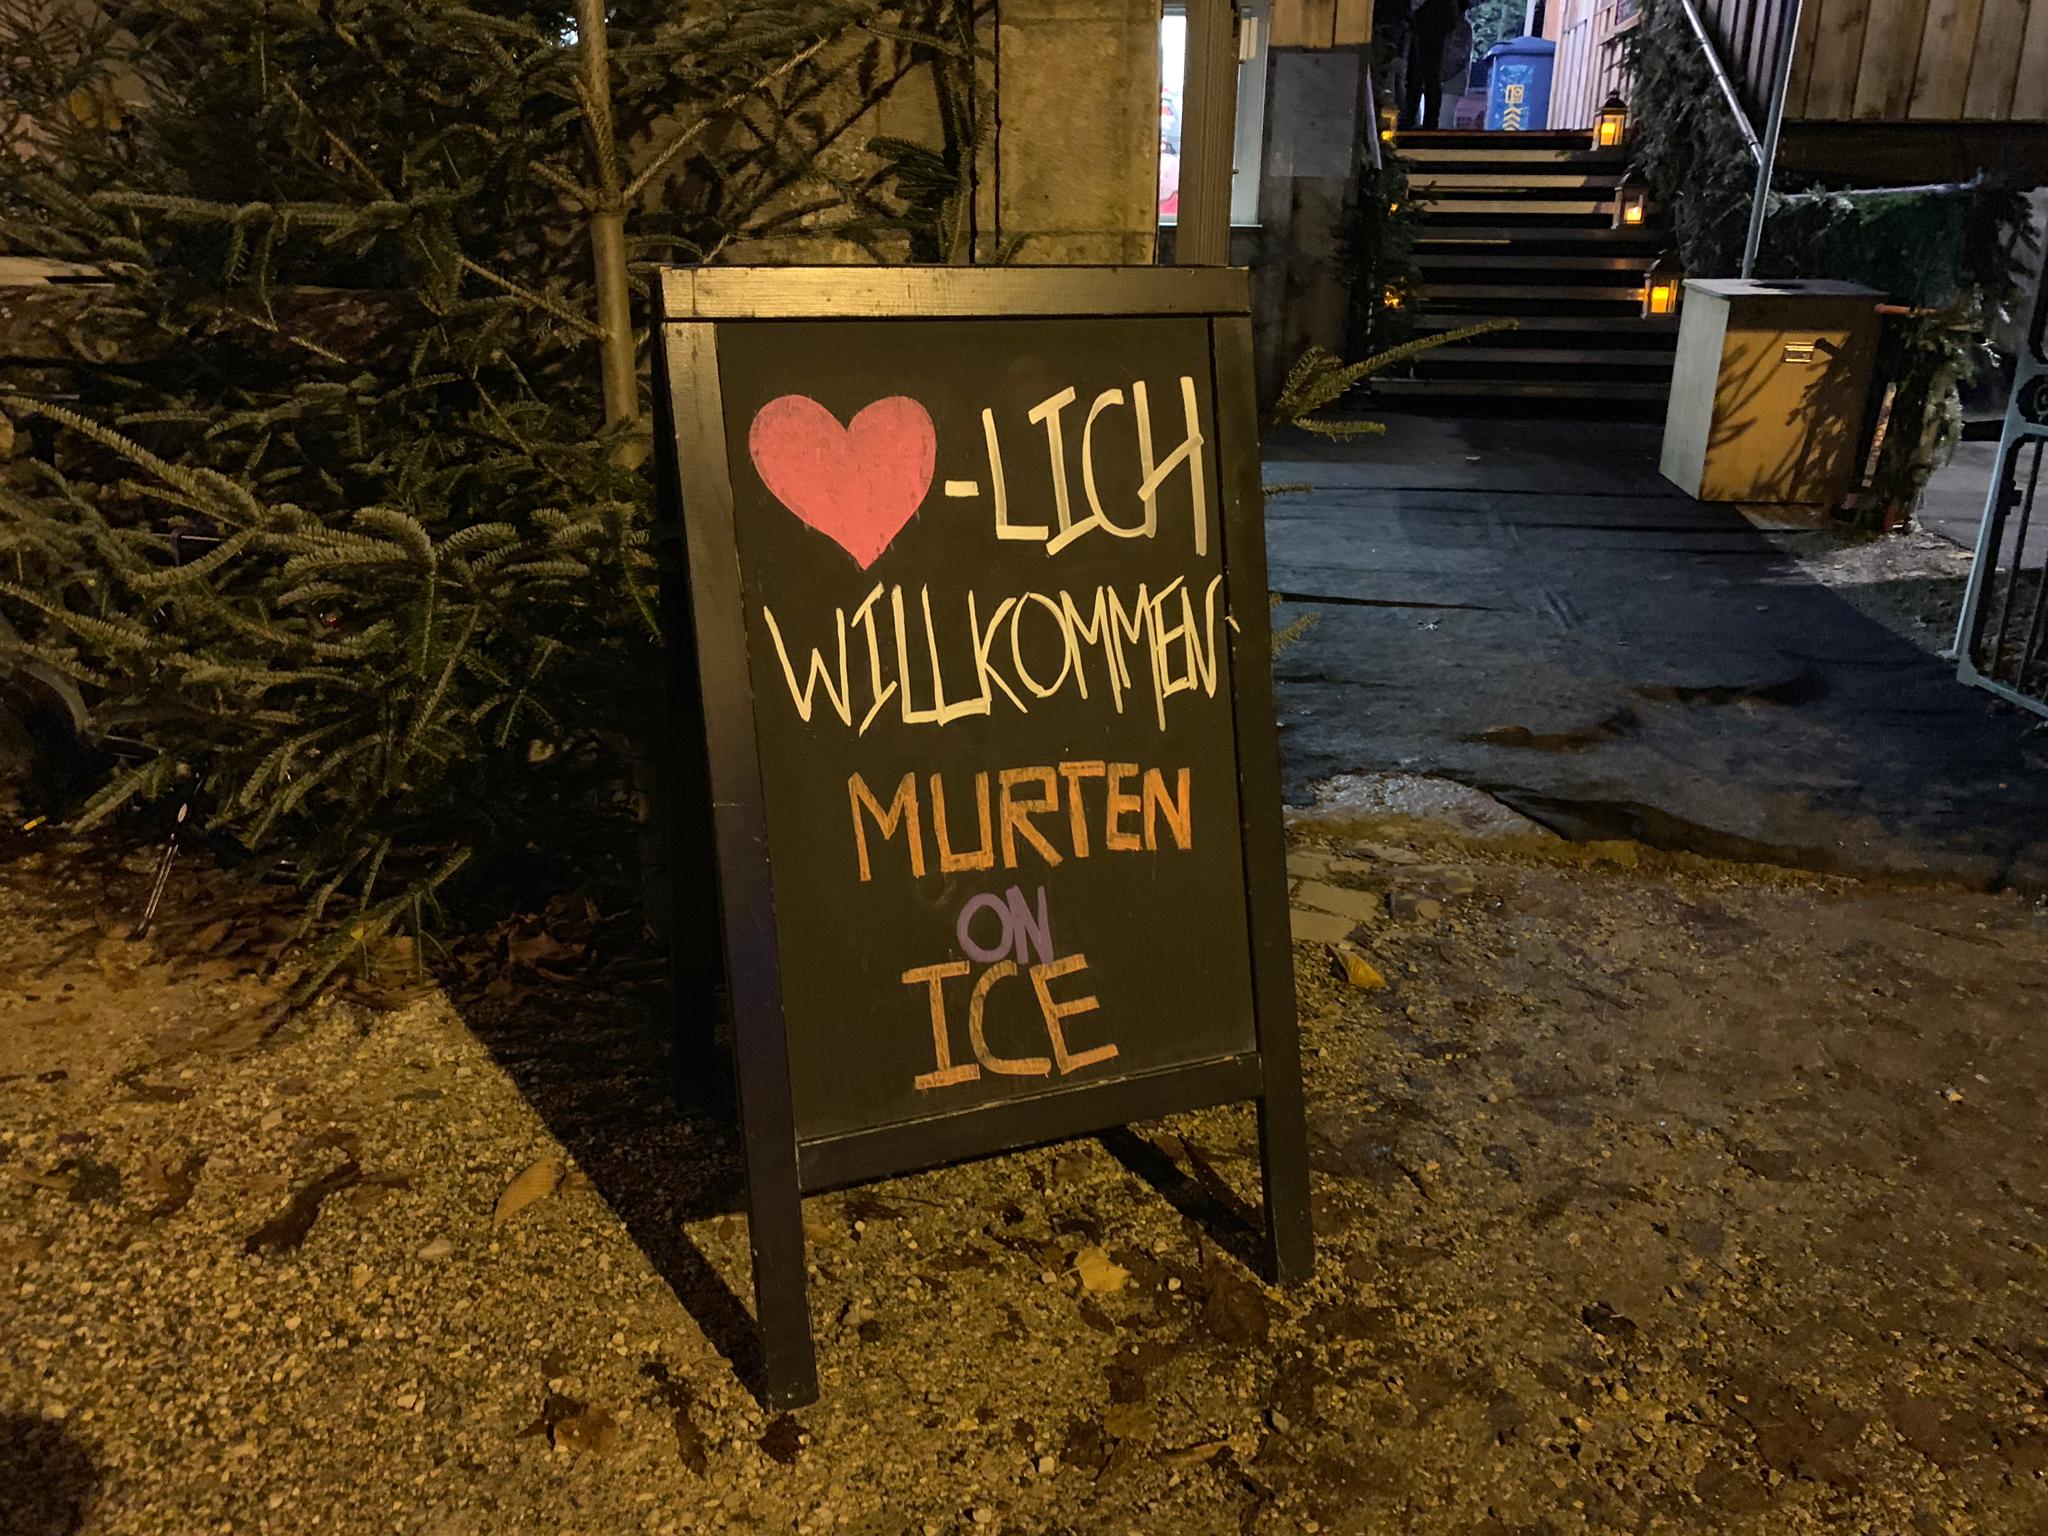 ❤-LICH
WILLKOMMEN
MURTEN
ON
ICE